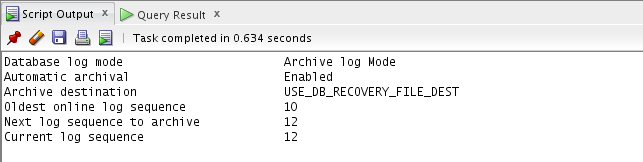 Script Output x Query Result x
Task completed in 0.634 seconds
Database log mode Archive log Mode
Automatic archival Enabled
Archive destination USE_DB_RECOVERY_FILE_DEST
Oldest online log sequence 10
Next log sequence to archive 12
Current log sequence 12